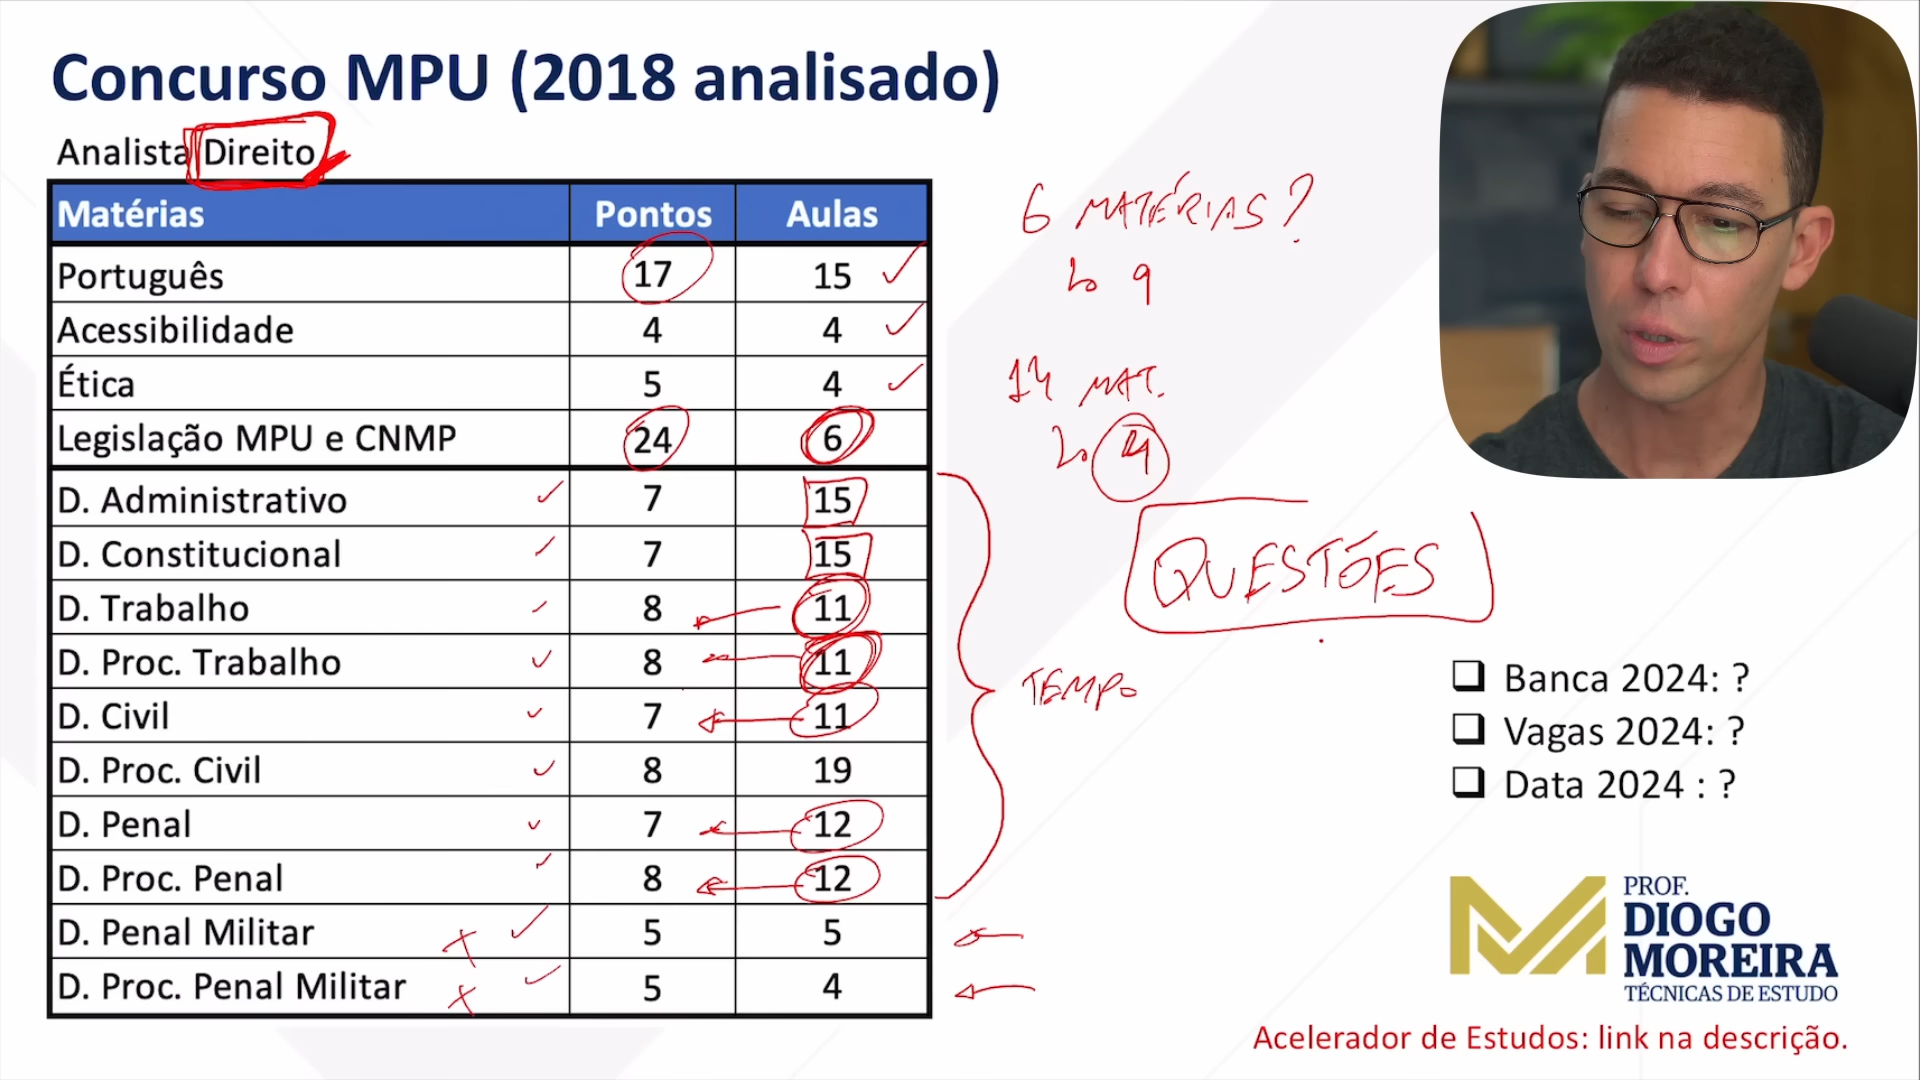 Concurso MPU (2018 analisado)
Analista Direito
Matérias Pontos Aulas
Português 17 15
Acessibilidade 4 4
Ética 5 4
Legislação MPU e CNMP 24 6
D. Administrativo 7 15
D. Constitucional 7 15
D. Trabalho 8 11
D. Proc. Trabalho 8 11
D. Civil 7 11
D. Proc. Civil 8 19
D. Penal 7 12
D. Proc. Penal 8 12
D. Penal Militar 5 5
D. Proc. Penal Militar 5 4
6 MATÉRIAS?
9
14 MAT.
QUESTÕES
TEMPO
Banca 2024: ?
Vagas 2024: ?
Data 2024 : ?
PROF.
DIOGO
MOREIRA
TÉCNICAS DE ESTUDO
Acelerador de Estudos: link na descrição.